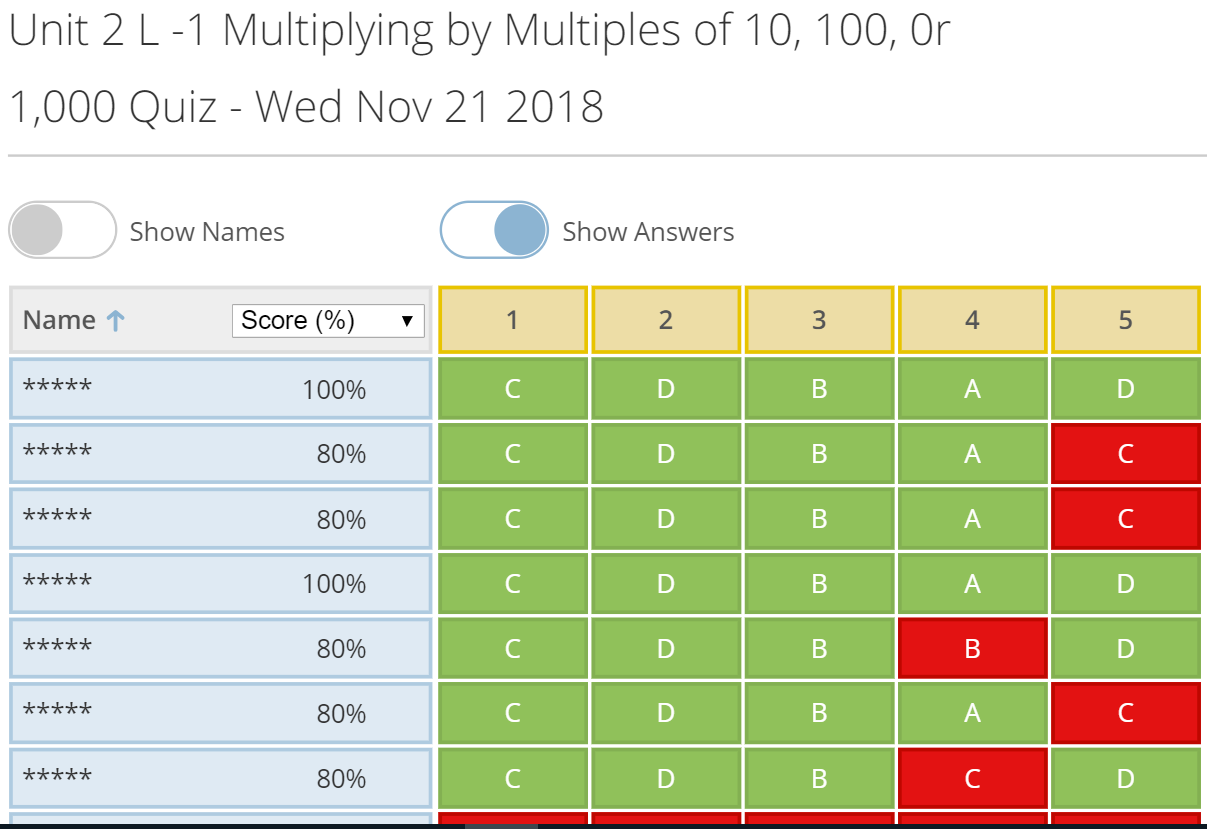 Unit 2 L -1 Multiplying by Multiples of 10, 100, 0r
1,000 Quiz - Wed Nov 21 2018
Show Names Show Answers
Name ↑ Score (%) ▼ 1 2 3 4 5
***** 100% C D B A D
***** 80% C D B A C
***** 80% C D B A C
***** 100% C D B A D
***** 80% C D B B D
***** 80% C D B A C
***** 80% C D B C D